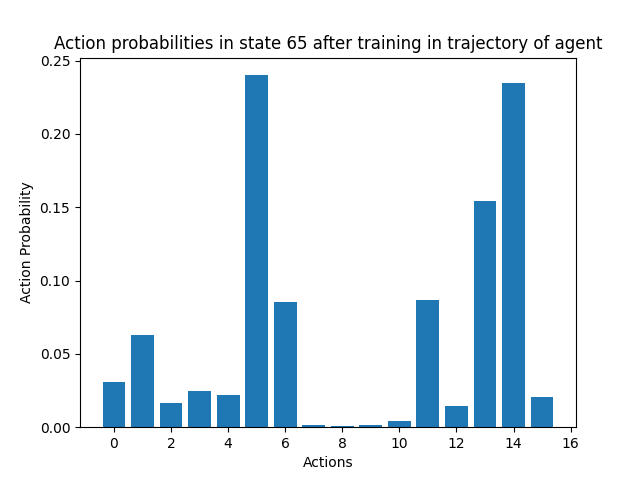 Action probabilities in state 65 after training in trajectory of agent
0.25
0.20
0.15
0.10
0.05
0.00
Action Probability
0 2 4 6 8 10 12 14 16
Actions